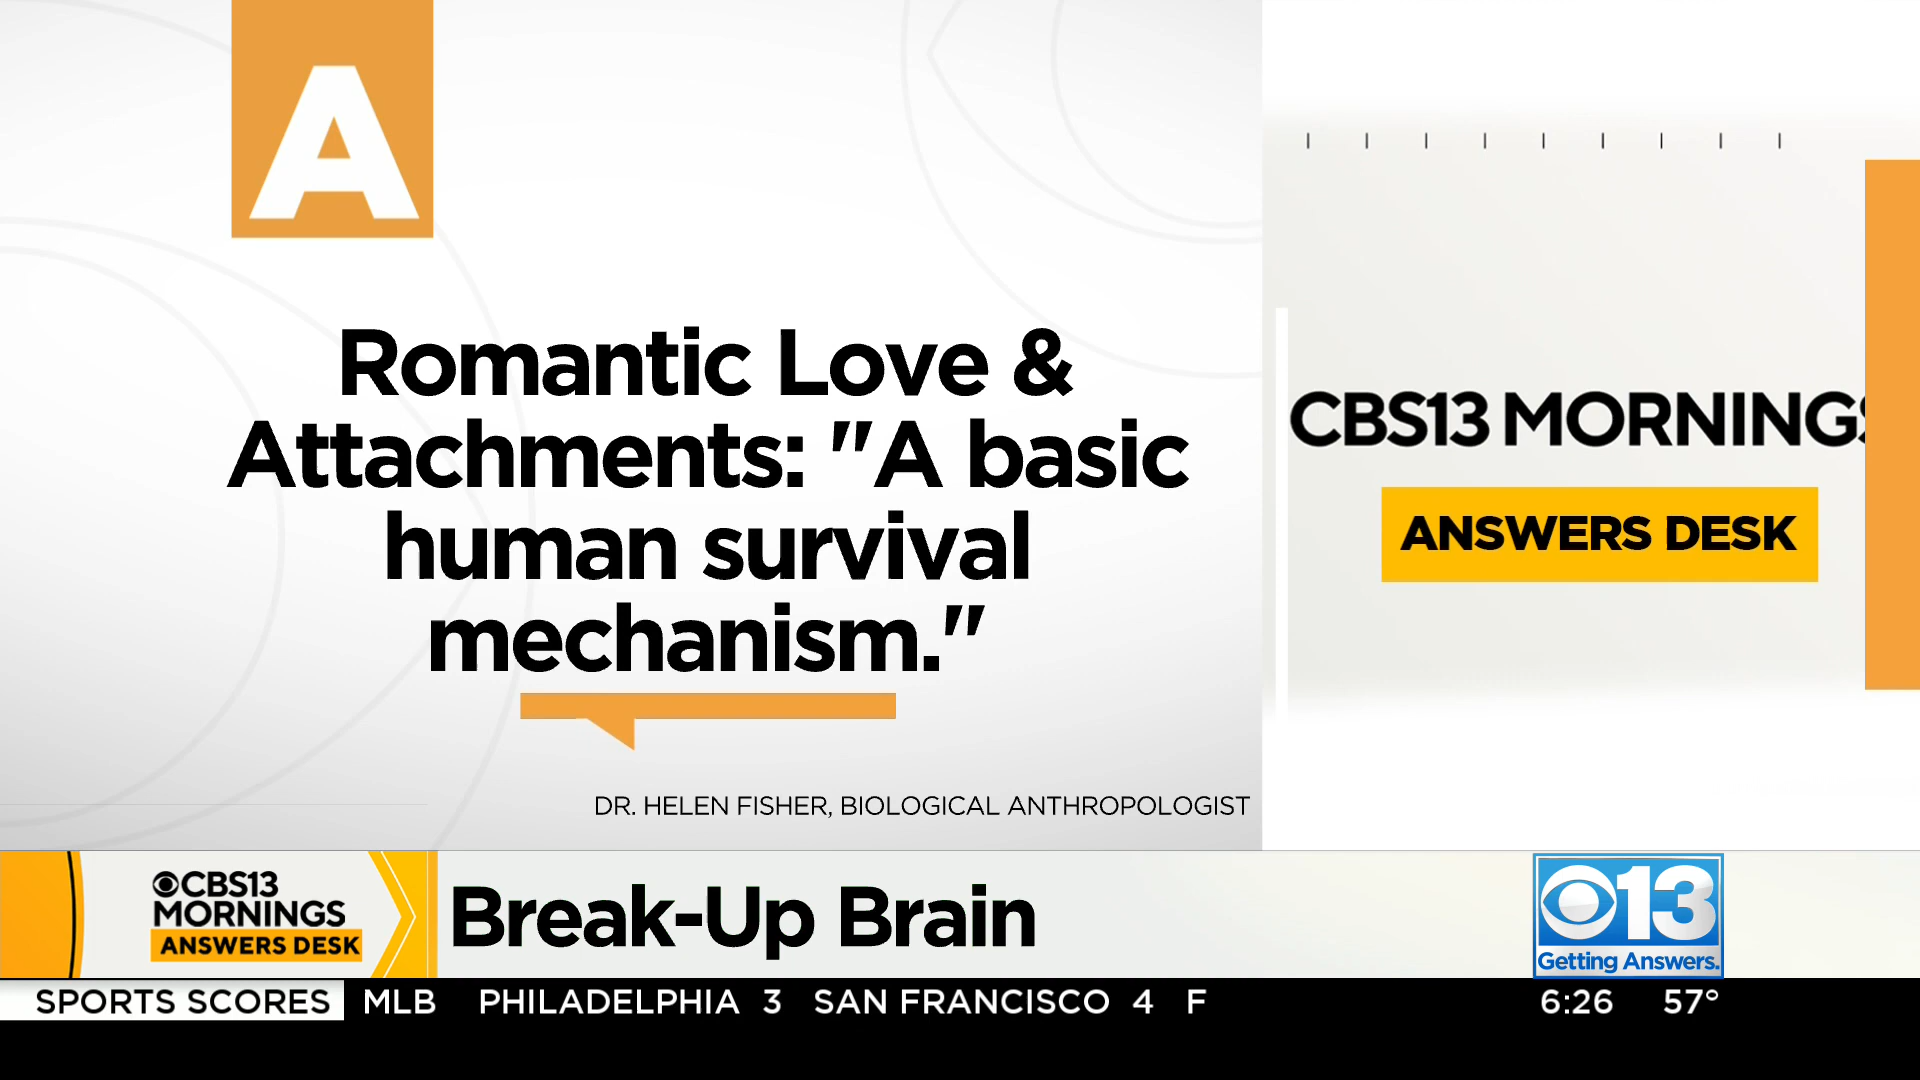 A
Romantic Love &
Attachments: "A basic
human survival
mechanism."
DR. HELEN FISHER, BIOLOGICAL ANTHROPOLOGIST
CBS13 MORNINGS
ANSWERS DESK
CBS13
MORNINGS
ANSWERS DESK
Break-Up Brain
13
Getting Answers.
SPORTS SCORES MLB PHILADELPHIA 3 SAN FRANCISCO 4 F 6:26 57°